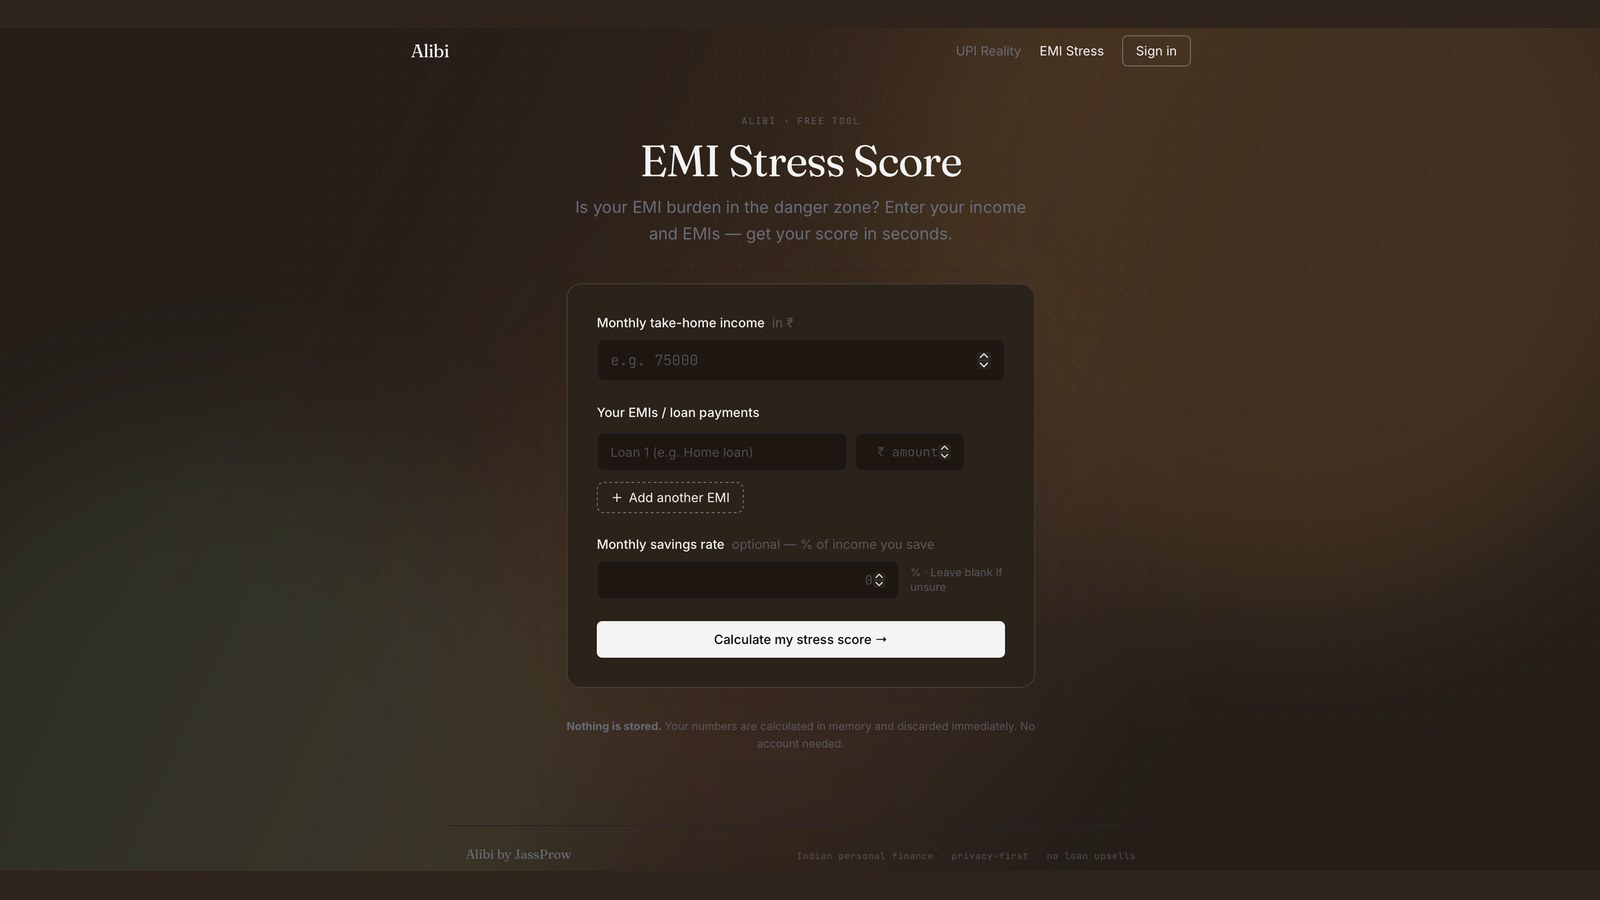 Alibi
UPI Reality
EMI Stress
Sign in
ALIBI · FREE TOOL
EMI Stress Score
Is your EMI burden in the danger zone? Enter your income
and EMIs — get your score in seconds.
Monthly take-home income in ₹
e.g. 75000
Your EMIs / loan payments
Loan 1 (e.g. Home loan)
₹ amount
+ Add another EMI
Monthly savings rate optional — % of income you save
0
% · Leave blank if
unsure
Calculate my stress score →
Nothing is stored. Your numbers are calculated in memory and discarded immediately. No
account needed.
Alibi by JassProw
Indian personal finance · privacy-first · no loan upsells